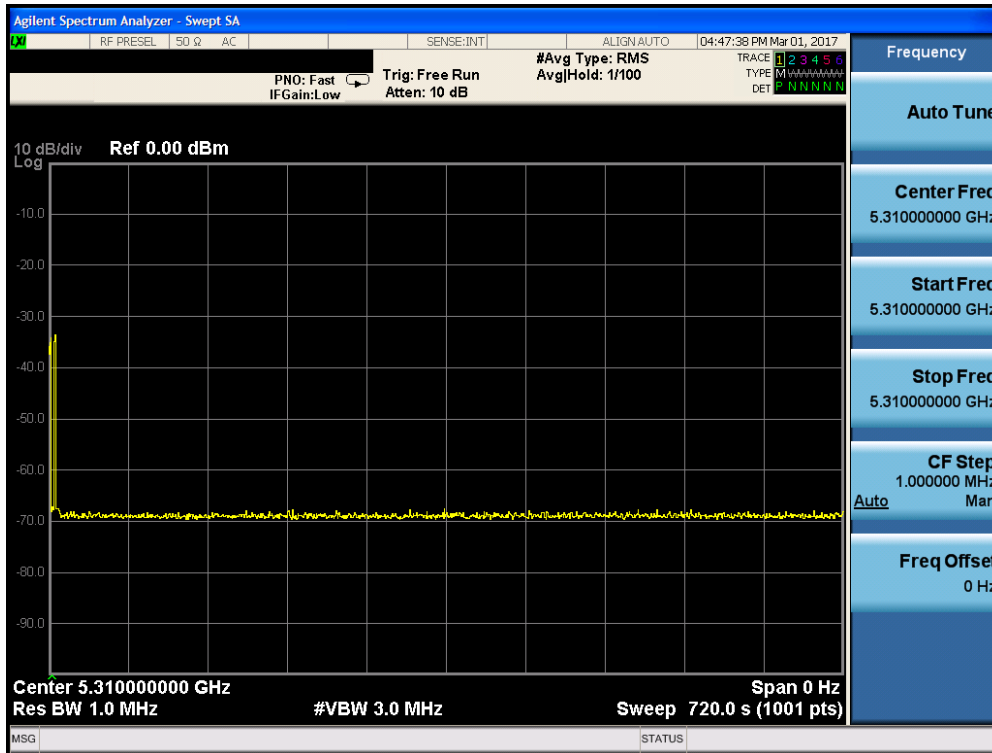 Agilent Spectrum Analyzer - Swept SA
LXI RF PRESEL 50 Ω AC SENSE:INT ALIGN AUTO 04:47:38 PM Mar 01, 2017
Frequency
PNO: Fast
IFGain:Low
Trig: Free Run
Atten: 10 dB
#Avg Type: RMS
Avg|Hold: 1/100
TRACE 1 2 3 4 5 6
TYPE M WWWWW
DET P N N N N N
Auto Tune
10 dB/div Ref 0.00 dBm
Log
-10.0
-20.0
-30.0
-40.0
-50.0
-60.0
-70.0
-80.0
-90.0
Center Freq
5.310000000 GHz
Start Freq
5.310000000 GHz
Stop Freq
5.310000000 GHz
CF Step
1.000000 MHz
Auto Man
Freq Offset
0 Hz
Center 5.310000000 GHz Span 0 Hz
Res BW 1.0 MHz #VBW 3.0 MHz Sweep 720.0 s (1001 pts)
MSG STATUS